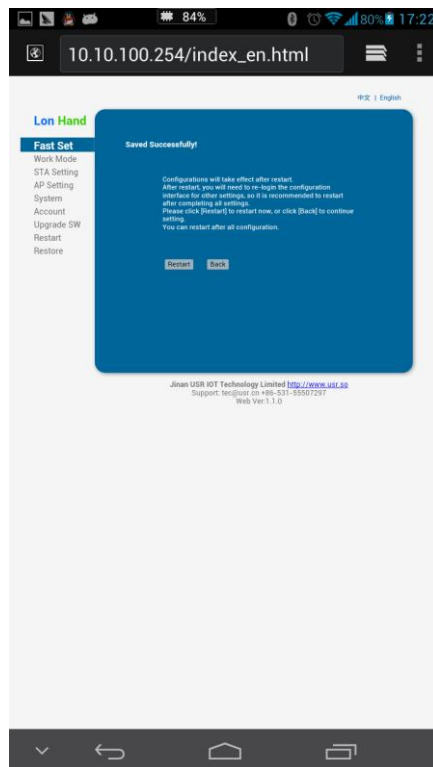 84%
80% 17:22
10.10.100.254/index_en.html
中文 | English
Lon Hand
Fast Set
Work Mode
STA Setting
AP Setting
System
Account
Upgrade SW
Restart
Restore
Saved Successfully!
Configurations will take effect after restart.
After restart, you will need to re-login the configuration
interface for other settings, so it is recommended to restart
after completing all settings.
Please click [Restart] to restart now, or click [Back] to continue
setting.
You can restart after all configuration.
Restart Back
Jinan USR IOT Technology Limited http://www.usr.so
Support: tec@usr.cn +86-531-55507297
Web Ver:1.1.0